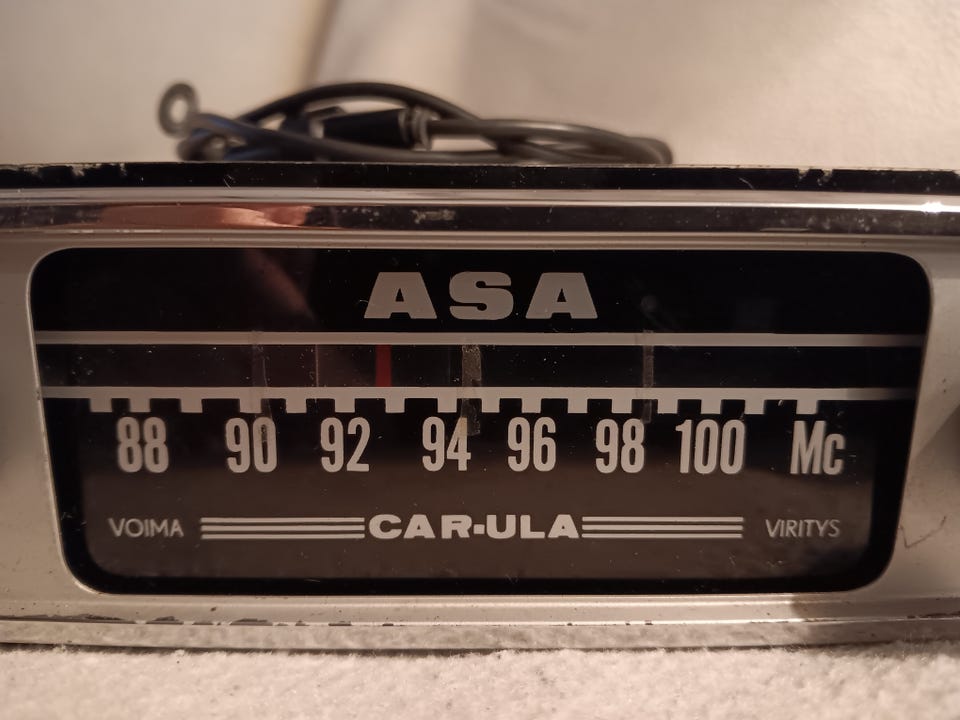 ASA
88 90 92 94 96 98 100 Mc
VOIMA CAR-ULA VIRITYS